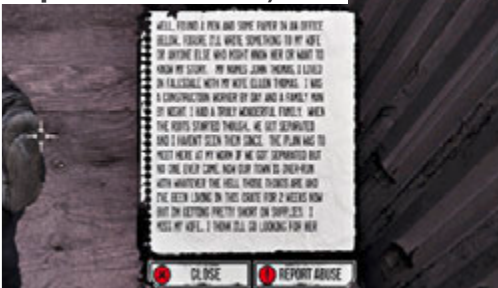 WELL, FOUND A PEN AND SOME PAPER IN AN OFFICE
BELOW. FIGURE I'LL WRITE SOMETHING TO MY WIFE
OR ANYONE ELSE WHO MIGHT KNOW HER OR WANT TO
KNOW MY STORY. MY NAMES JOHN THOMAS, I LIVED
IN FALLSDALE WITH MY WIFE ELLEN THOMAS. I WAS
A CONSTRUCTION WORKER BY DAY AND A FAMILY MAN
BY NIGHT. I HAD A TRULY WONDERFUL FAMILY. WHEN
THE RIOTS STARTED THOUGH, WE GOT SEPARATED
AND I HAVENT SEEN THEM SINCE. THE PLAN WAS TO
MEET HERE AT MY WORK IF WE GOT SEPARATED BUT
NO ONE EVER CAME. NOW OUR TOWN IS OVER-RUN
WITH WHATEVER THE HELL THOSE THINGS ARE AND
I'VE BEEN LIVING IN THIS CRATE FOR 2 WEEKS NOW
BUT IM GETTING PRETTY SHORT ON SUPPLIES. I
MISS MY WIFE. I THINK I'LL GO LOOKING FOR HER
CLOSE
REPORT ABUSE